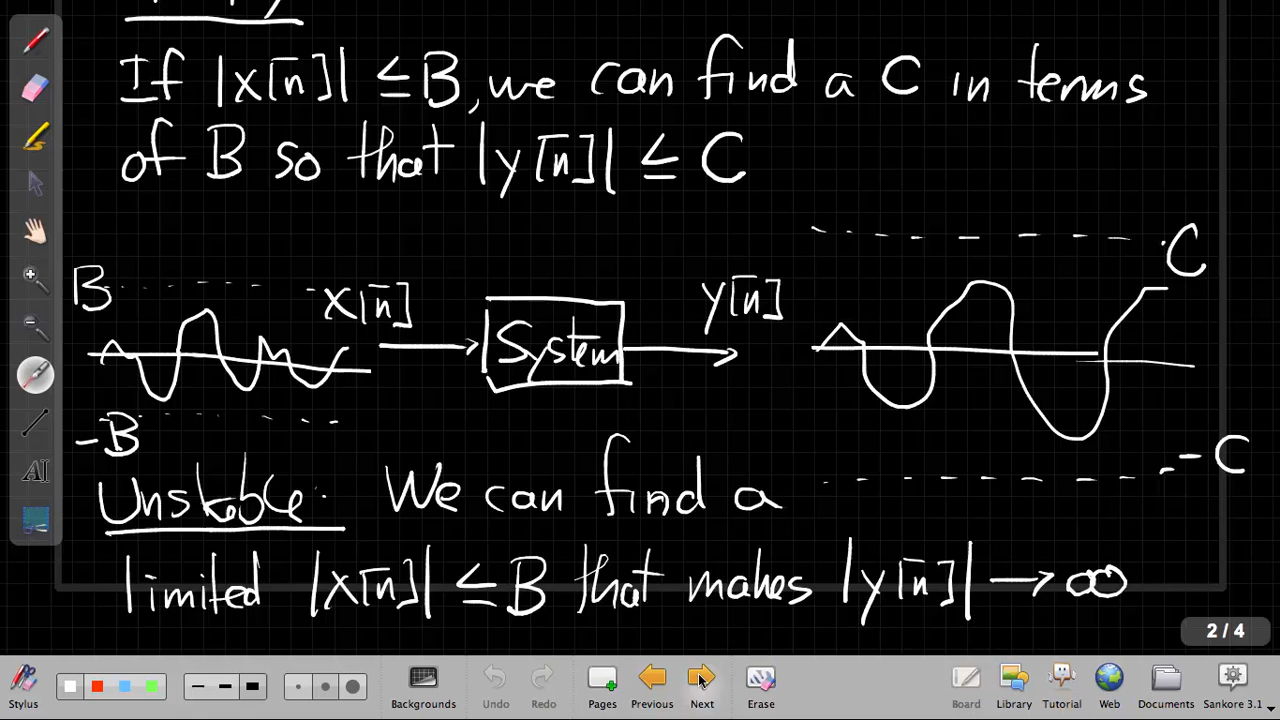 If |x[n]| ≤ B, we can find a C in terms
of B so that |y[n]| ≤ C
C
B
x[n]
System
y[n]
-B
- C
Unstable: We can find a
limited |x[n]| ≤ B that makes |y[n]| → ∞
2 / 4
Stylus
Backgrounds
Undo
Redo
Pages
Previous
Next
Erase
Board
Library
Tutorial
Web
Documents
Sankore 3.1
AI